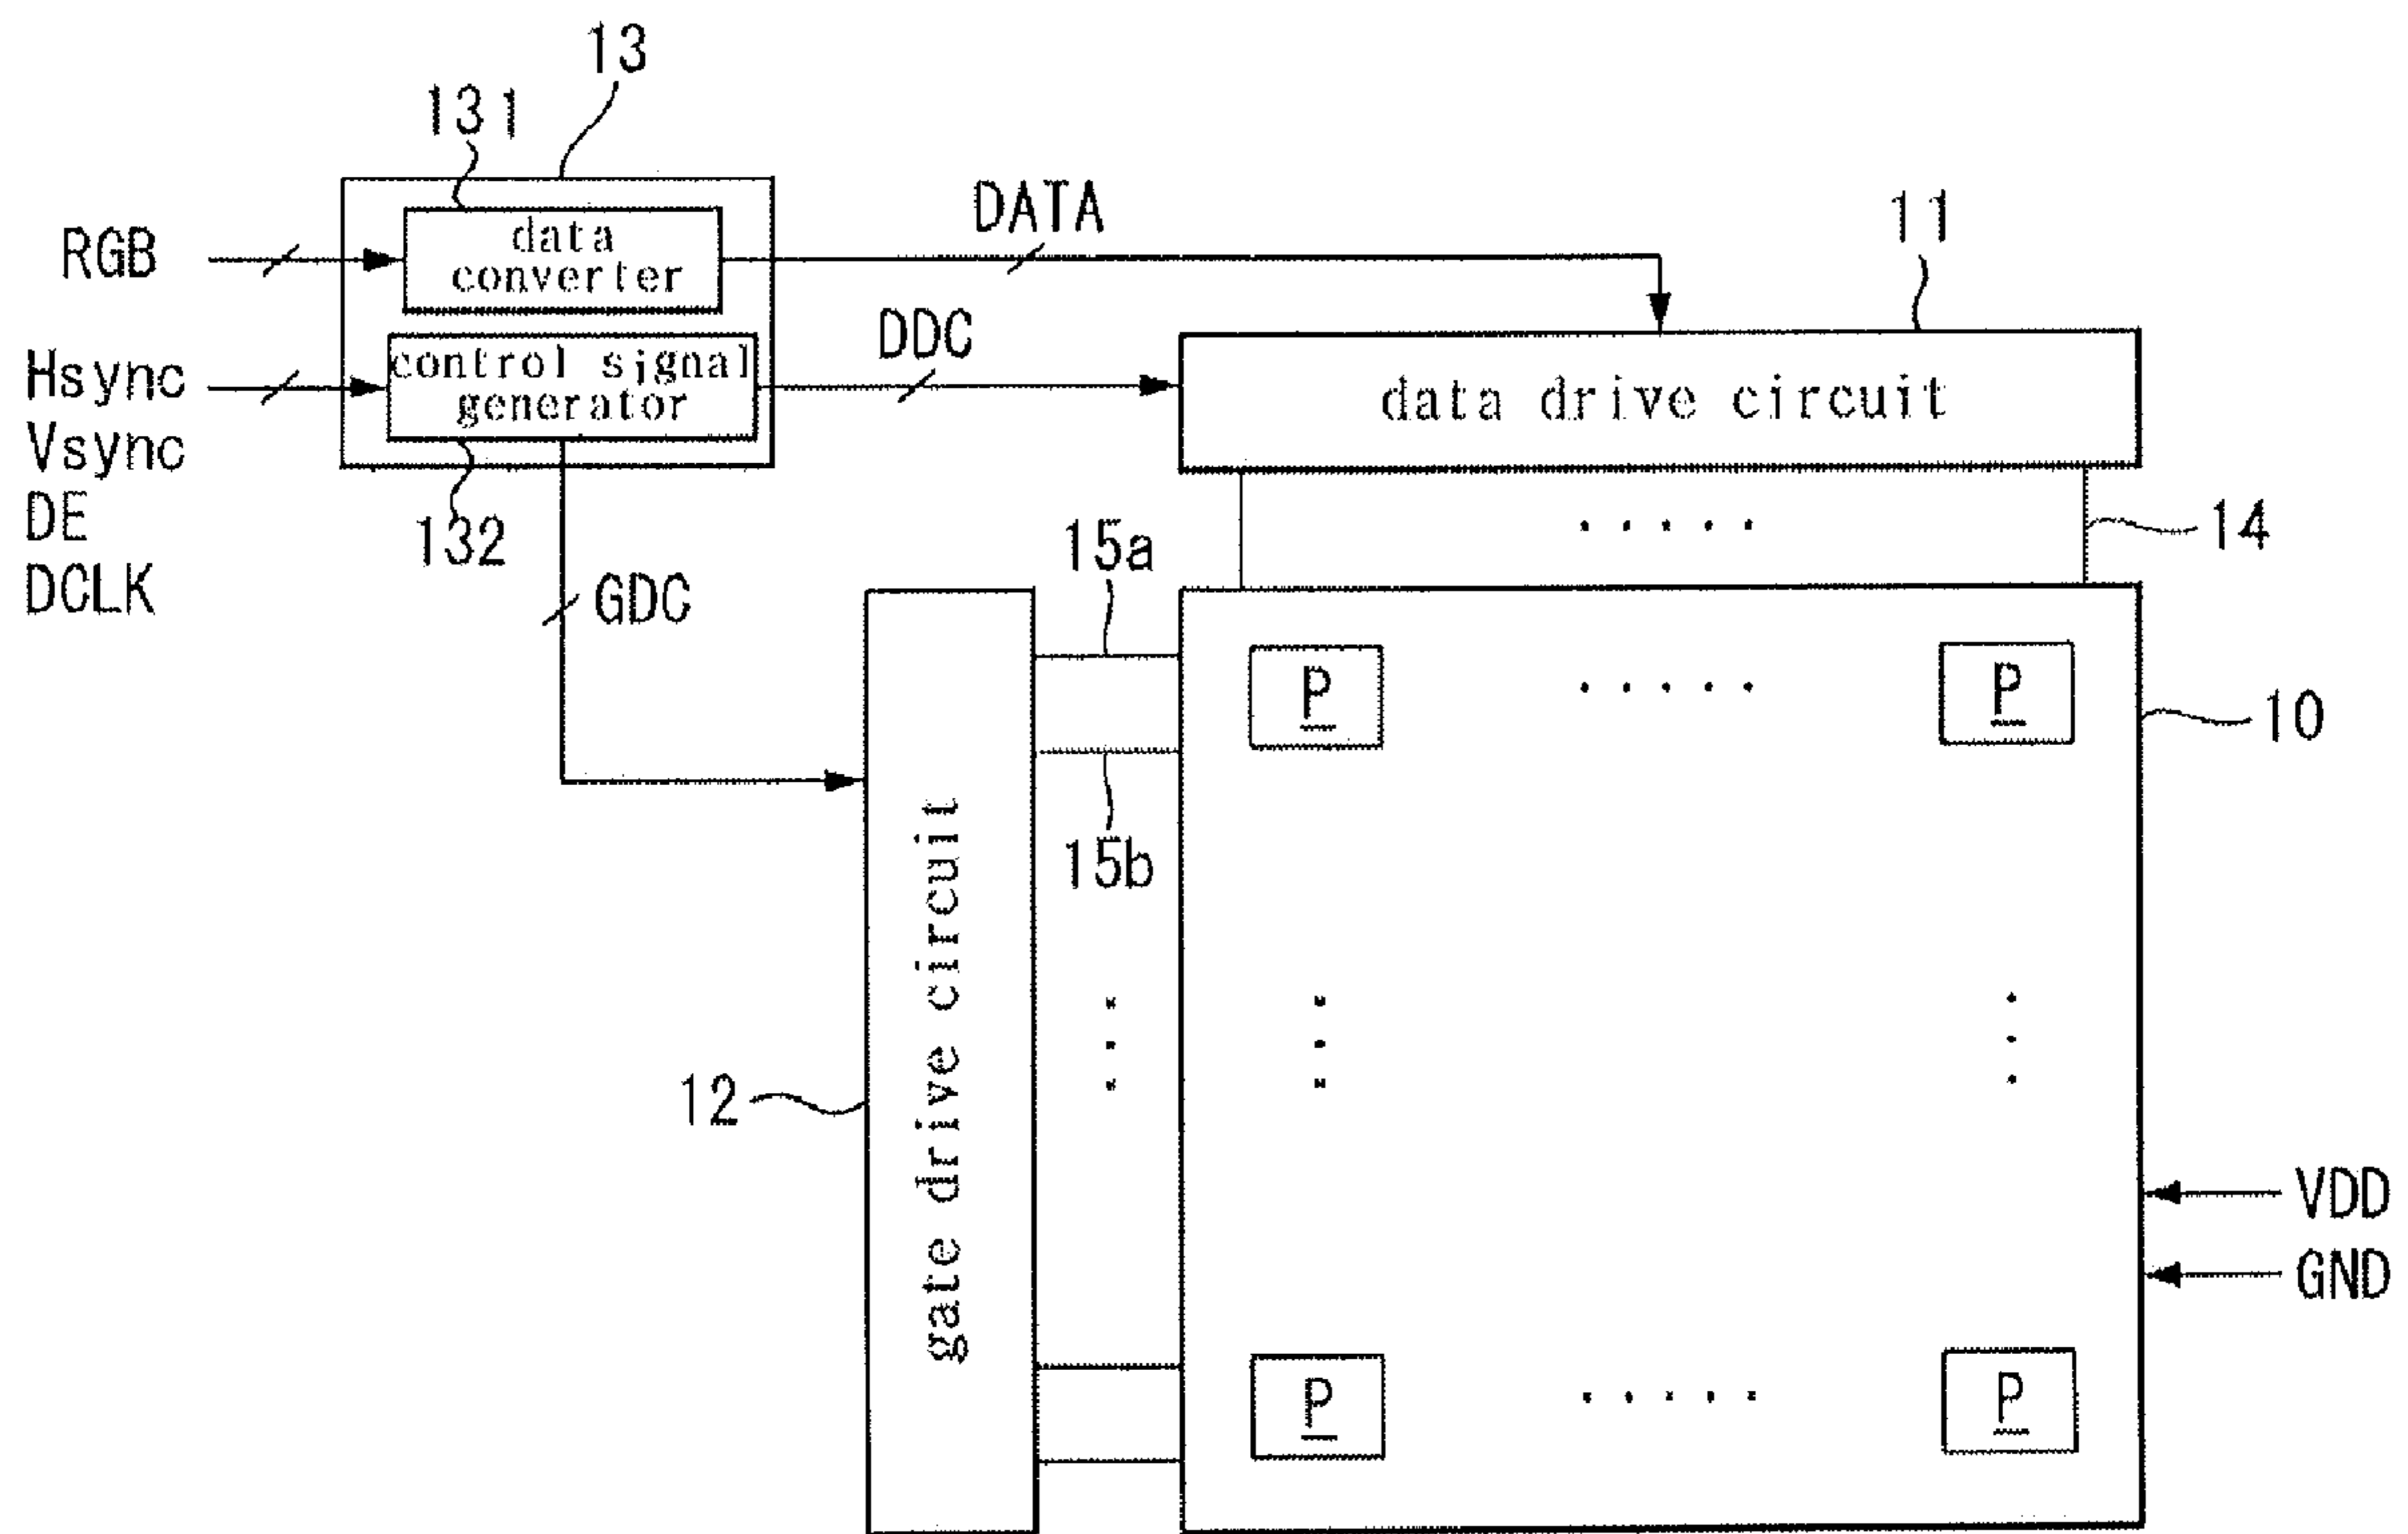 13
131
DATA
11
RGB
data
converter
DDC
Hsync
control signal
generator
data drive circuit
Vsync
DE
132
15a
14
DCLK
GDC
P
P
10
15b
gate drive circuit
12
VDD
GND
P
P